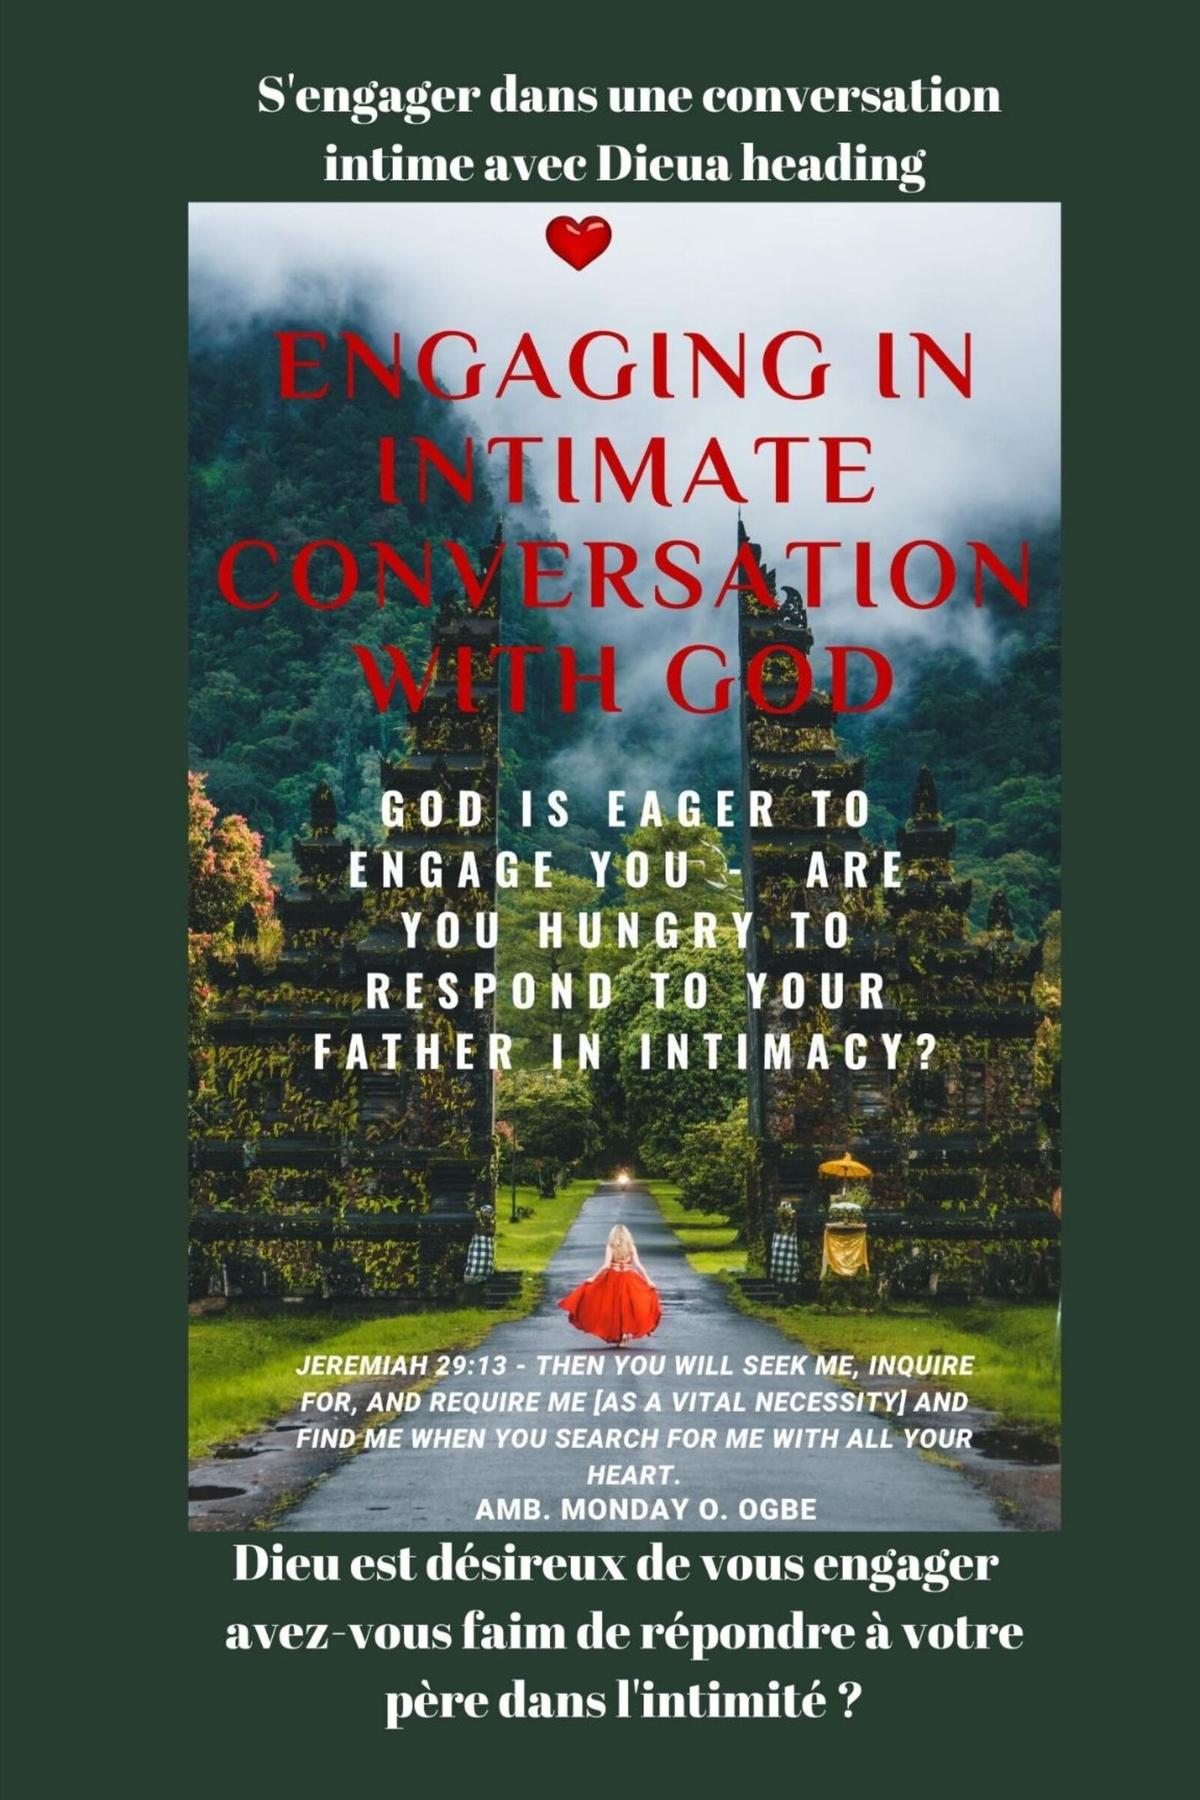 S'engager dans une conversation
intime avec Dieua heading
ENGAGING IN
INTIMATE
CONVERSATION
WITH GOD
GOD IS EAGER TO
ENGAGE YOU - ARE
YOU HUNGRY TO
RESPOND TO YOUR
FATHER IN INTIMACY?
JEREMIAH 29:13 - THEN YOU WILL SEEK ME, INQUIRE
FOR, AND REQUIRE ME [AS A VITAL NECESSITY] AND
FIND ME WHEN YOU SEARCH FOR ME WITH ALL YOUR
HEART.
AMB. MONDAY O. OGBE
Dieu est désireux de vous engager
avez-vous faim de répondre à votre
père dans l'intimité ?